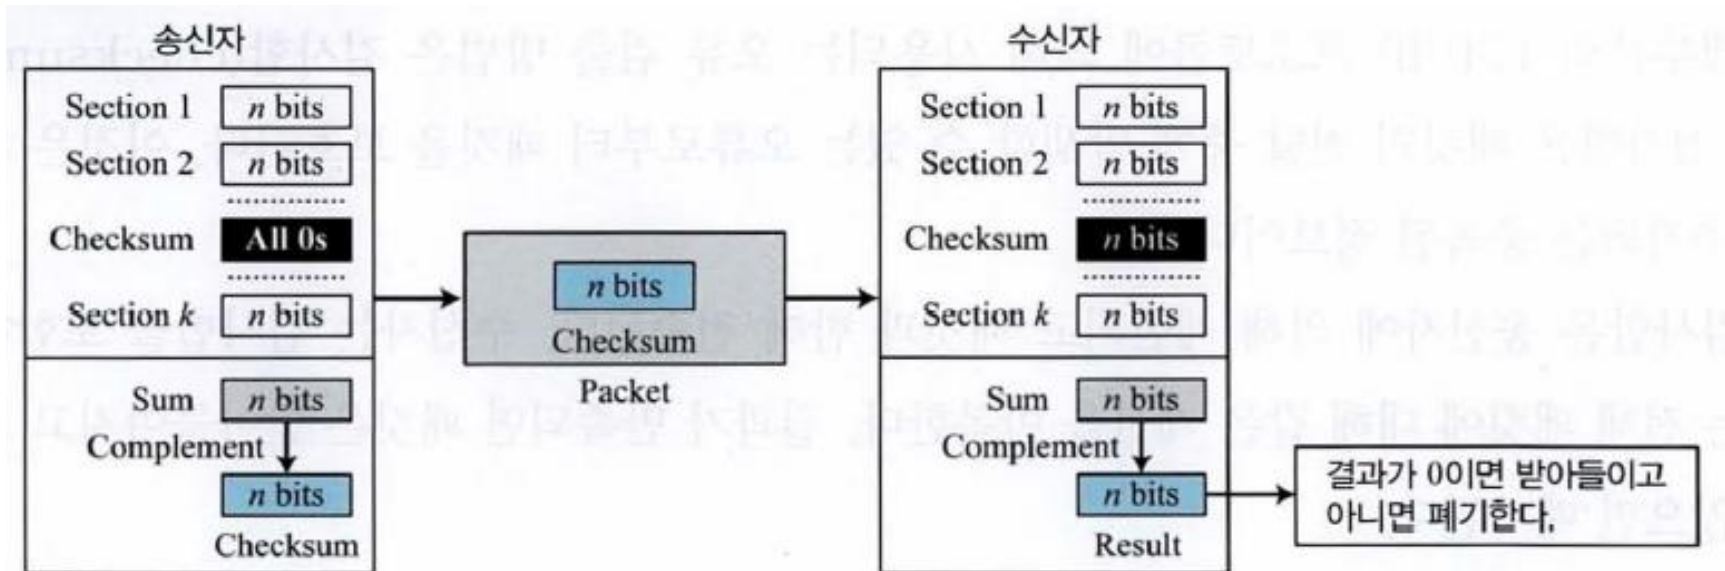 송신자
Section 1 n bits
Section 2 n bits
Checksum All 0s
Section k n bits
Sum n bits
Complement
n bits
Checksum
n bits
Checksum
Packet
수신자
Section 1 n bits
Section 2 n bits
Checksum n bits
Section k n bits
Sum n bits
Complement
n bits
Result
결과가 0이면 받아들이고
아니면 폐기한다.